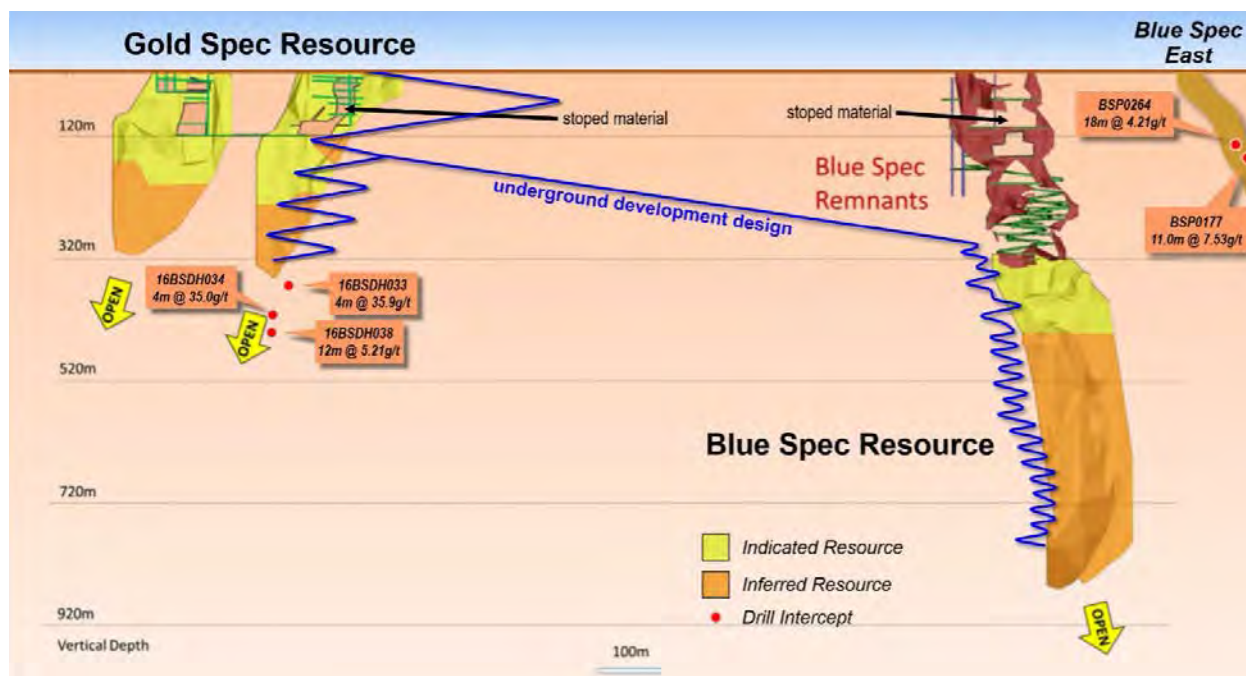 Gold Spec Resource
Blue Spec
East
stoped material
stoped material
BSP0264
18m @ 4.21g/t
120m
Blue Spec
Remnants
underground development design
BSP0177
11.0m @ 7.53g/t
320m
16BSDH034
4m @ 35.0g/t
16BSDH033
4m @ 35.9g/t
OPEN
OPEN
16BSDH038
12m @ 5.21g/t
520m
Blue Spec Resource
720m
Indicated Resource
Inferred Resource
Drill Intercept
920m
OPEN
Vertical Depth
100m